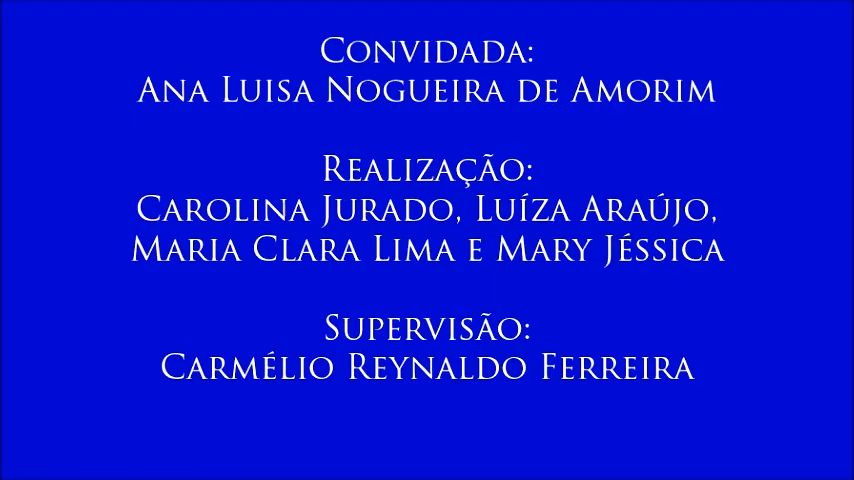 Convidada:
Ana Luisa Nogueira de Amorim
Realização:
Carolina Jurado, Luíza Araújo,
Maria Clara Lima e Mary Jéssica
Supervisão:
Carmélio Reynaldo Ferreira